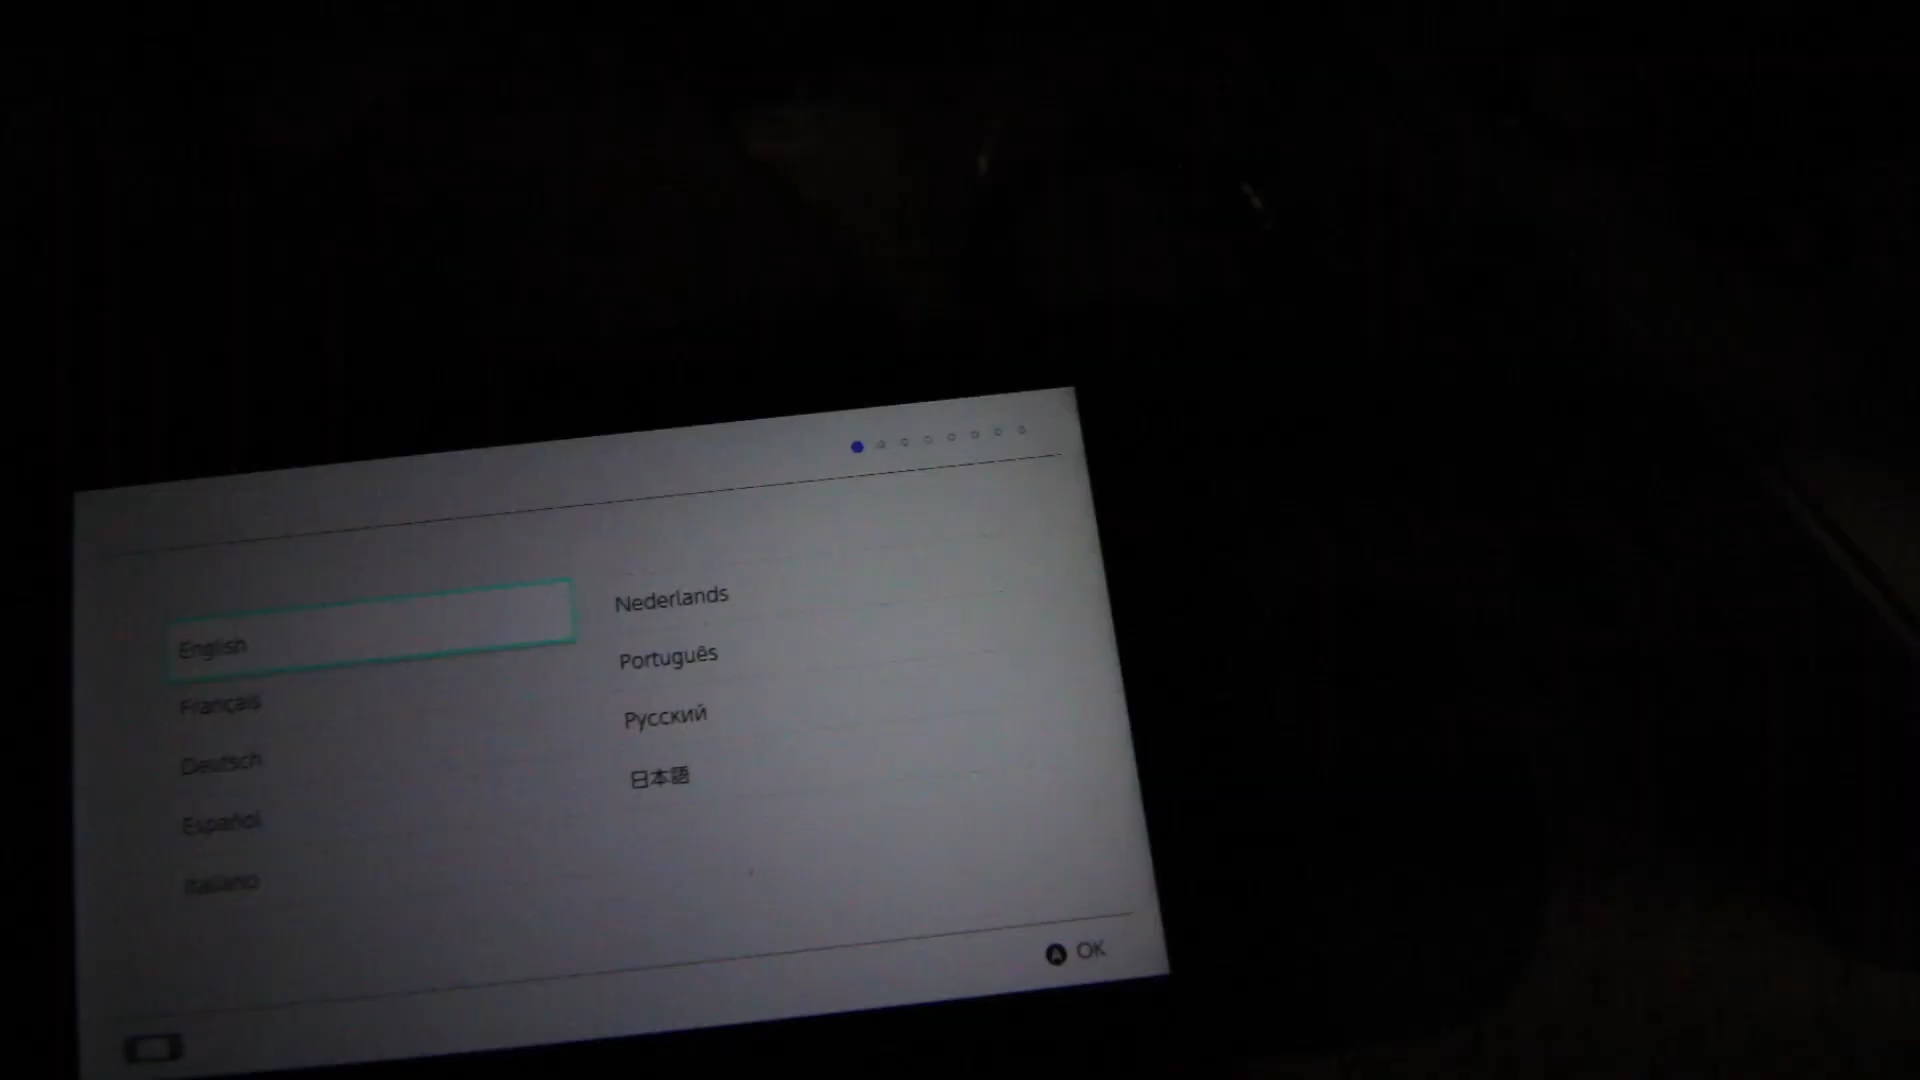 English
Français
Deutsch
Español
Italiano
Nederlands
Português
Русский
日本語
A OK